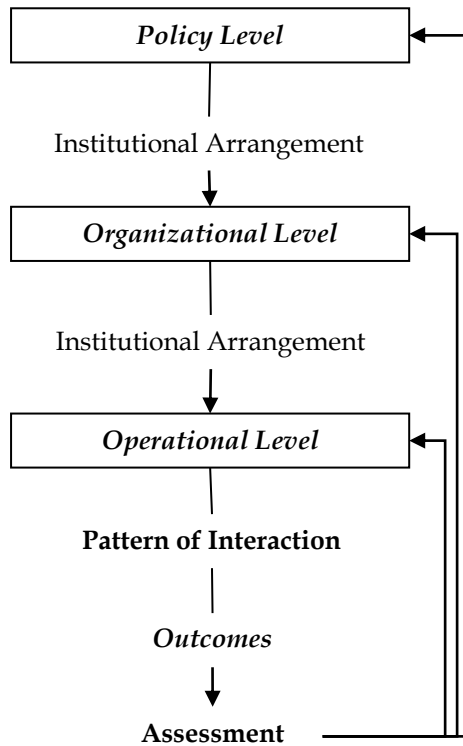 Policy Level
Institutional Arrangement
Organizational Level
Institutional Arrangement
Operational Level
Pattern of Interaction
Outcomes
Assessment